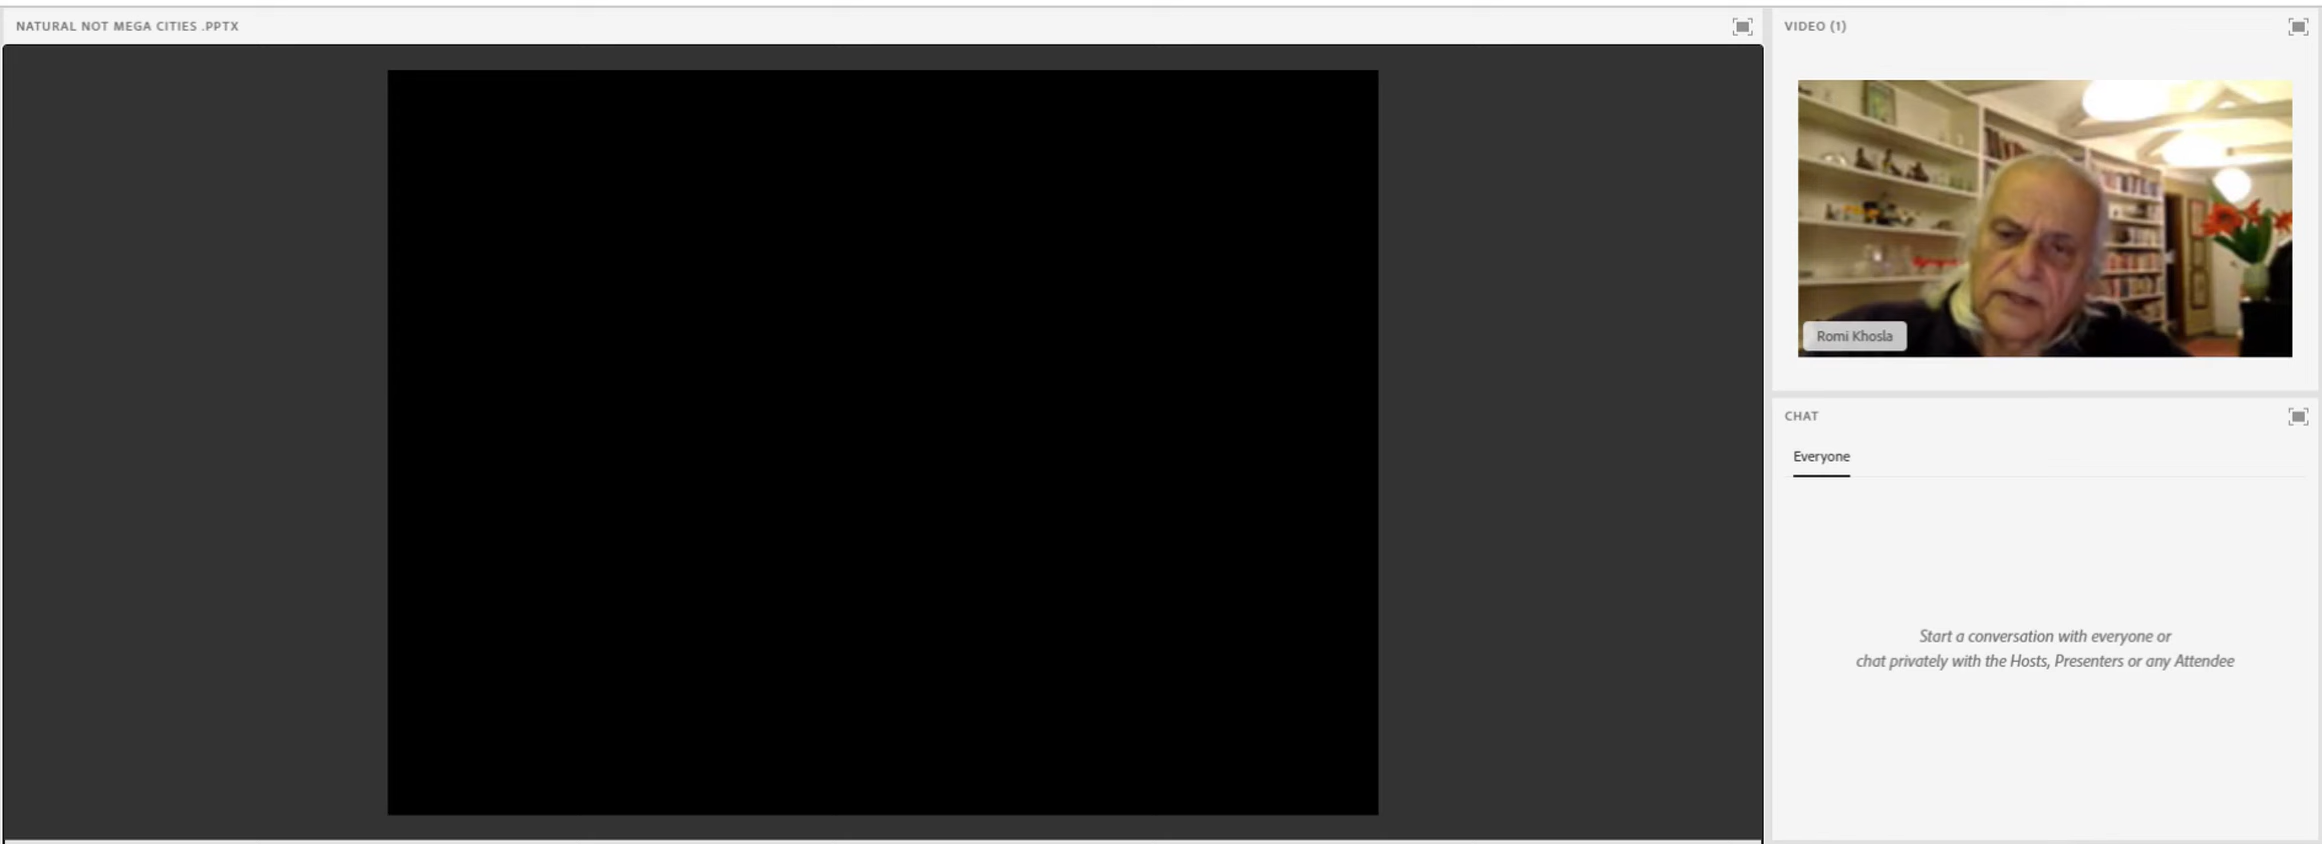 NATURAL NOT MEGA CITIES .PPTX
VIDEO (1)
Romi Khosla
CHAT
Everyone
Start a conversation with everyone or
chat privately with the Hosts, Presenters or any Attendee